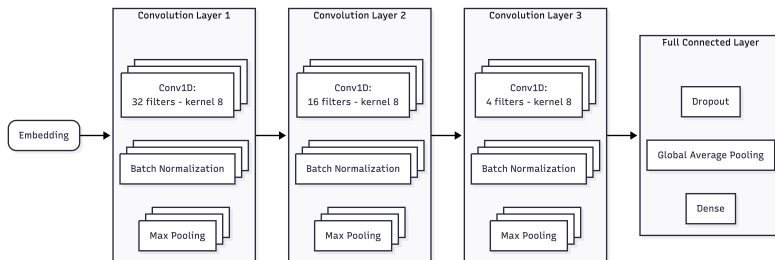 Embedding
Convolution Layer 1
Conv1D:
32 filters - kernel 8
Batch Normalization
Max Pooling
Convolution Layer 2
Conv1D:
16 filters - kernel 8
Batch Normalization
Max Pooling
Convolution Layer 3
Conv1D:
4 filters - kernel 8
Batch Normalization
Max Pooling
Full Connected Layer
Dropout
Global Average Pooling
Dense